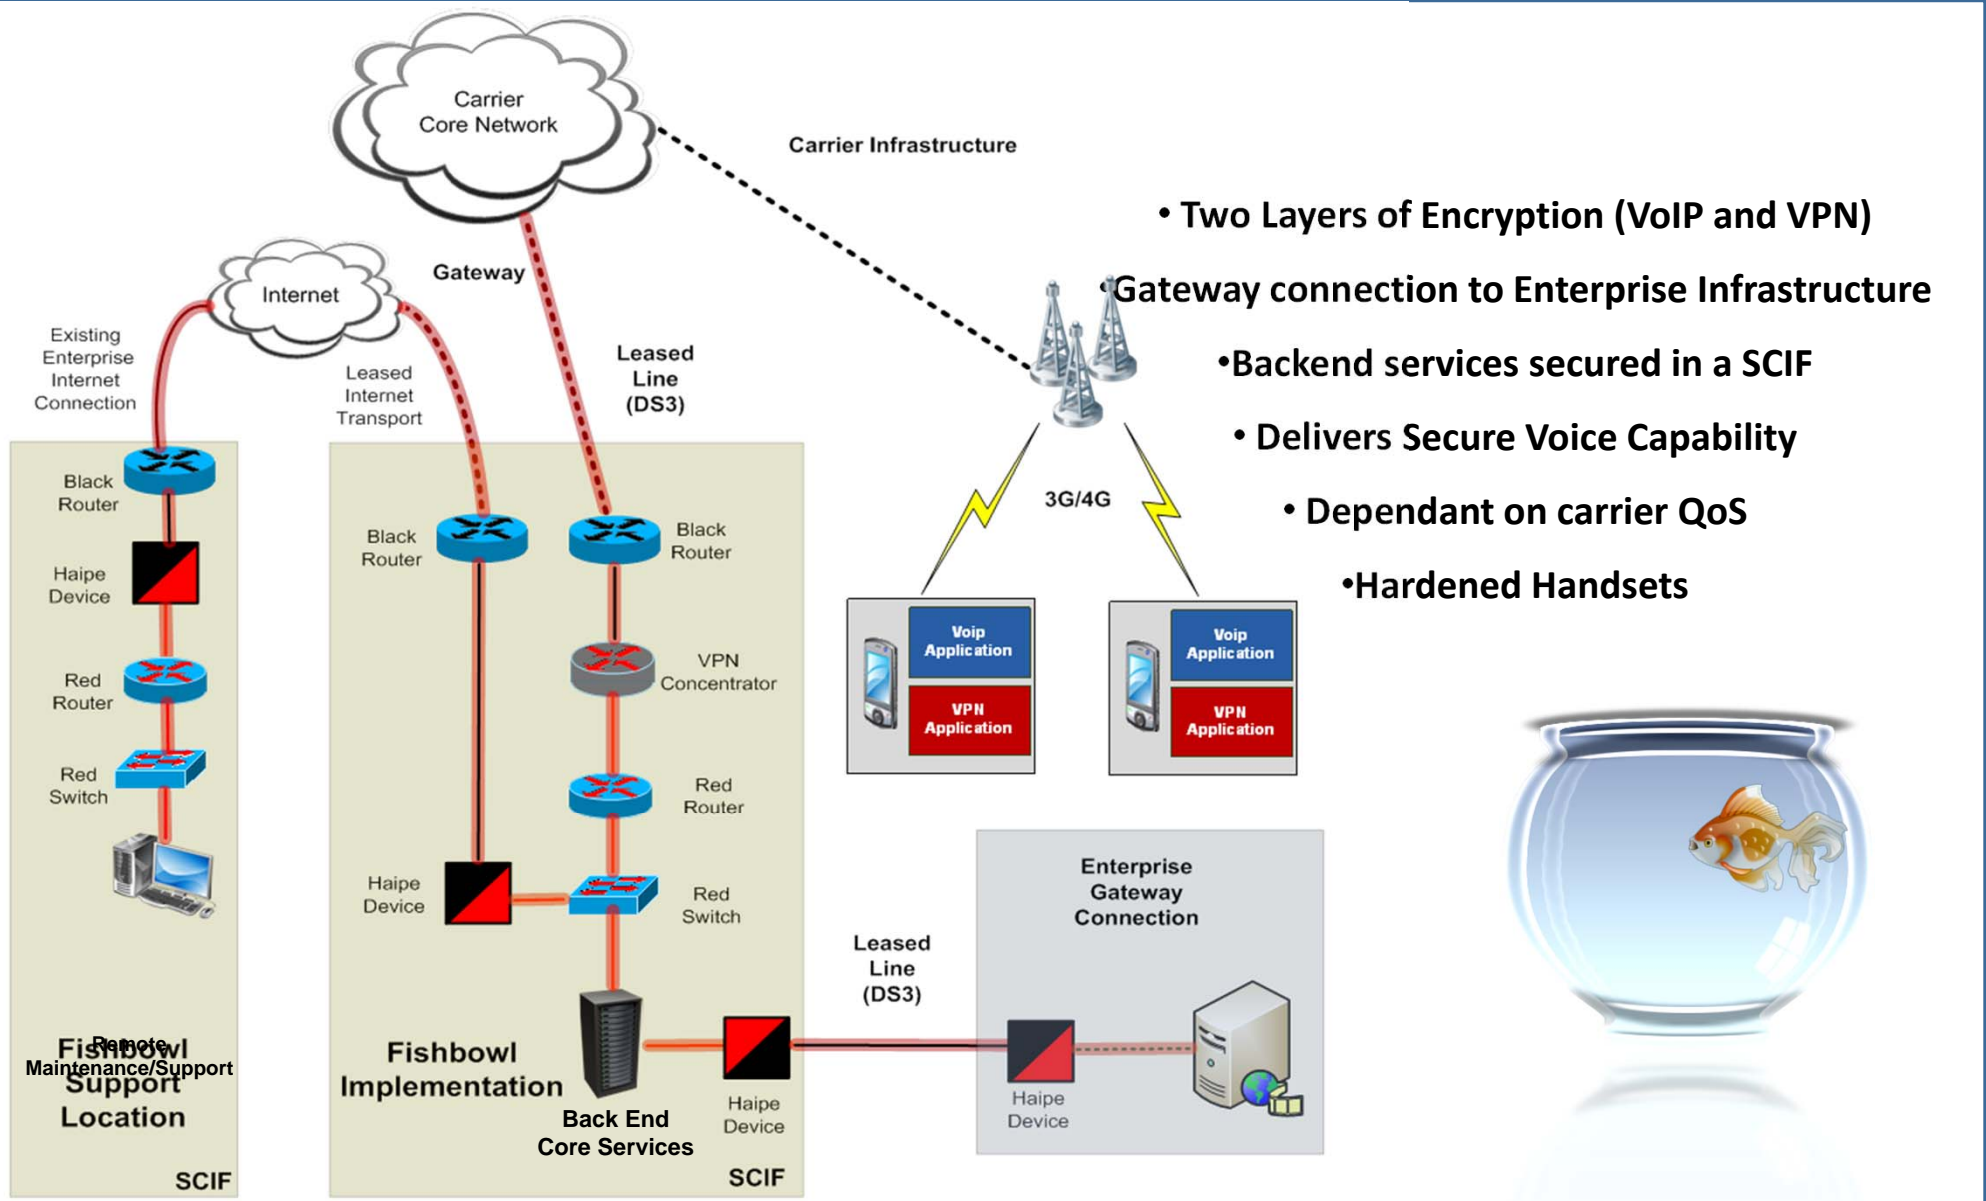 Carrier
Core Network
Carrier Infrastructure
• Two Layers of Encryption (VoIP and VPN)
•Gateway connection to Enterprise Infrastructure
•Backend services secured in a SCIF
• Delivers Secure Voice Capability
• Dependant on carrier QoS
•Hardened Handsets
Gateway
Internet
Existing
Enterprise
Internet
Connection
Leased
Internet
Transport
Leased
Line
(DS3)
3G/4G
Black
Router
Haipe
Device
Red
Router
Red
Switch
Fishbowl
Support
Location
Remote
Maintenance/Support
SCIF
Black
Router
Black
Router
VPN
Concentrator
Red
Router
Haipe
Device
Red
Switch
Fishbowl
Implementation
Back End
Core Services
Haipe
Device
SCIF
Voip
Application
VPN
Application
Voip
Application
VPN
Application
Leased
Line
(DS3)
Enterprise
Gateway
Connection
Haipe
Device